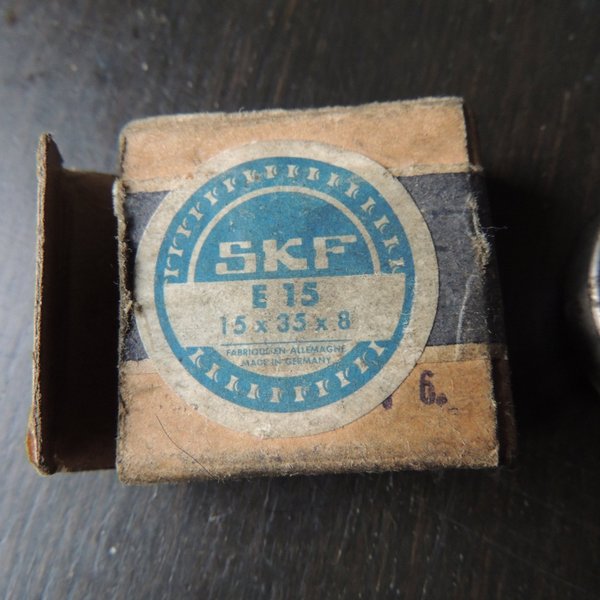 SKF
E 15
15 x 35 x 8
FABRIQUÉ EN ALLEMAGNE
MADE IN GERMANY
6.